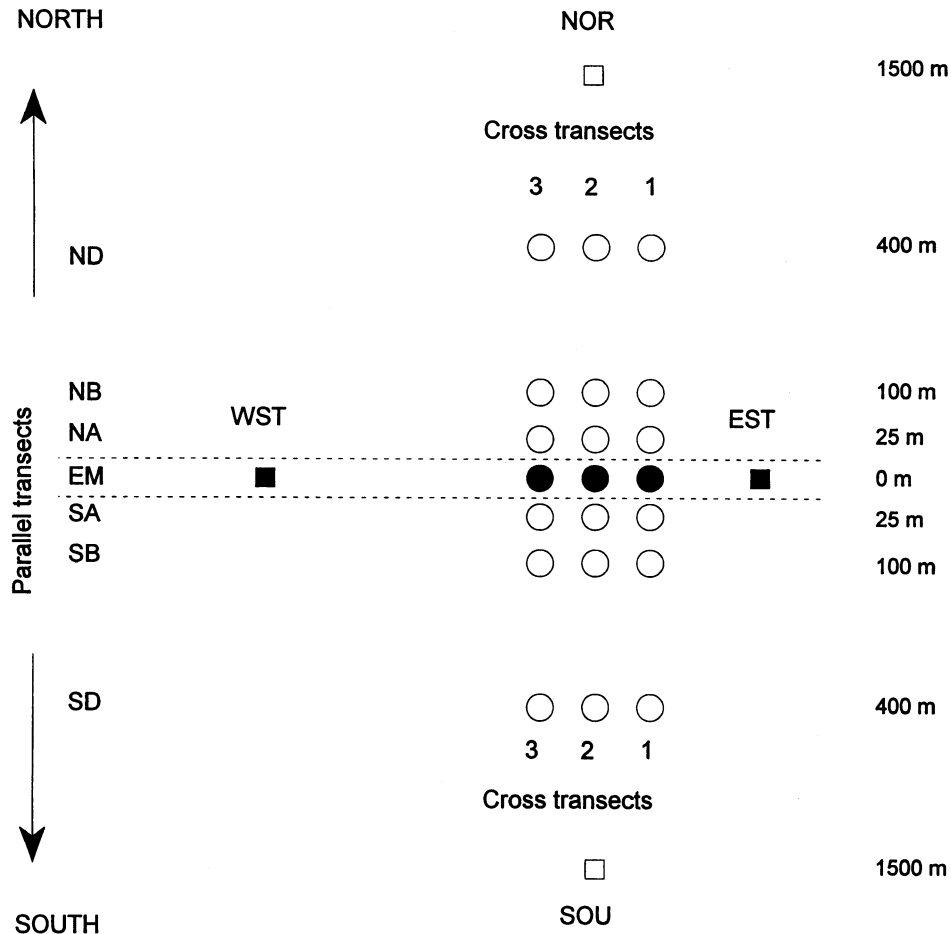 NORTH
NOR
1500 m
Cross transects
3 2 1
ND
400 m
NB
100 m
WST
EST
NA
25 m
Parallel transects
EM
0 m
SA
25 m
SB
100 m
SD
400 m
3 2 1
Cross transects
1500 m
SOUTH
SOU